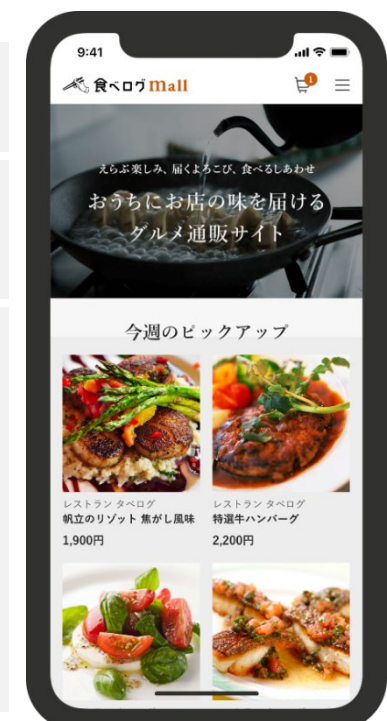 9:41
食べログmall
1
えらぶ楽しみ、届くよろこび、食べるしあわせ
おうちにお店の味を届ける
グルメ通販サイト
今週のピックアップ
レストラン タベログ
帆立のリゾット 焦がし風味
1,900円
レストラン タベログ
特選牛ハンバーグ
2,200円